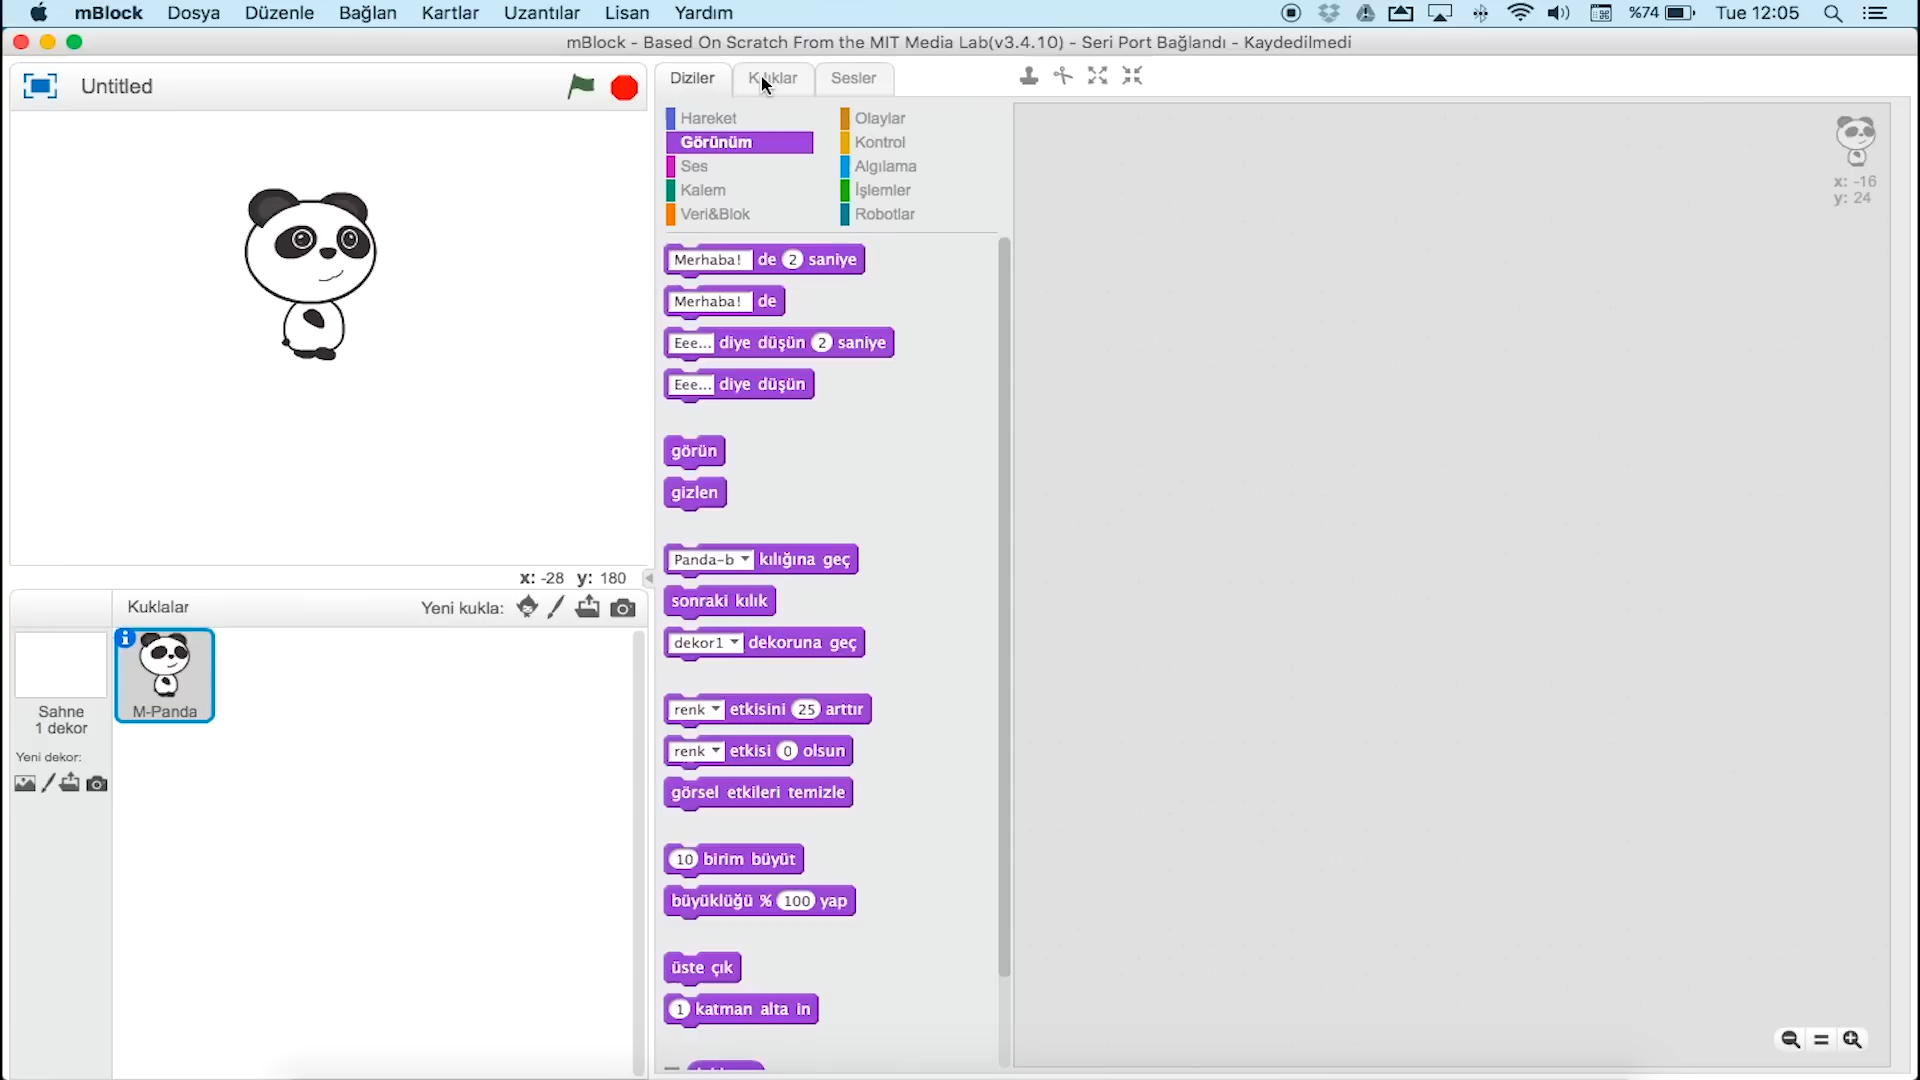 mBlock Dosya Düzenle Bağlan Kartlar Uzantılar Lisan Yardım %74 Tue 12:05
mBlock - Based On Scratch From the MIT Media Lab(v3.4.10) - Seri Port Bağlandı - Kaydedilmedi
Untitled
Diziler
Sesler
Hareket
Görünüm
Ses
Kalem
Veri&Blok
Olaylar
Kontrol
Algılama
İşlemler
Robotlar
Merhaba! de 2 saniye
Merhaba! de
Eee... diye düşün 2 saniye
Eee... diye düşün
görün
gizlen
Panda-b kılığına geç
sonraki kılık
dekor1 dekoruna geç
renk etkisini 25 arttır
renk etkisi 0 olsun
görsel etkileri temizle
10 birim büyüt
büyüklüğü % 100 yap
üste çık
1 katman alta in
x: -16
y: 24
x: -28 y: 180
Kuklalar
Yeni kukla:
M-Panda
Sahne
1 dekor
Yeni dekor: